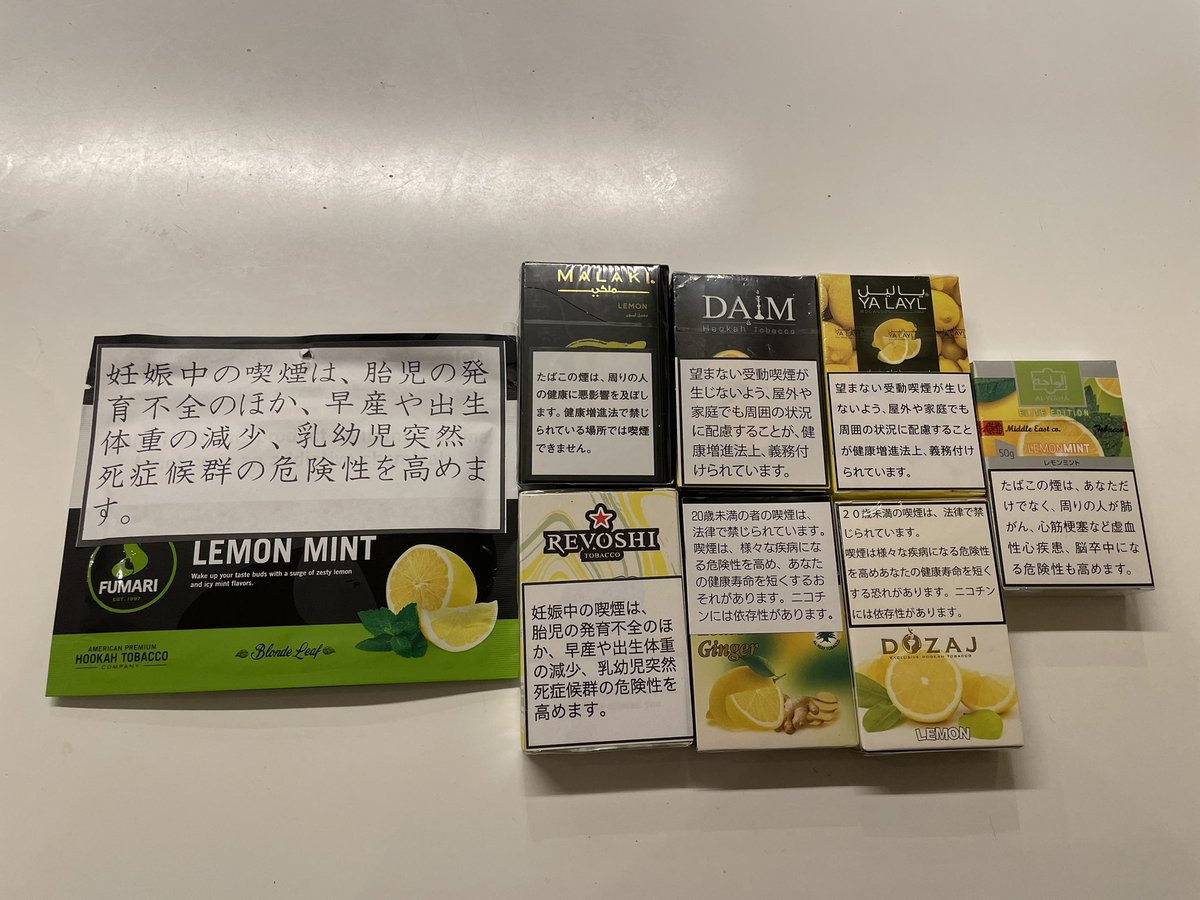 妊娠中の喫煙は、胎児の発
育不全のほか、早産や出生
体重の減少、乳幼児突然
死症候群の危険性を高めま
す。
FUMARI
EST. 1997
LEMON MINT
Wake up your taste buds with a surge of zesty lemon
and icy mint flavors.
AMERICAN PREMIUM
HOOKAH TOBACCO
COMPANY
Blonde Leaf
MALAKI
ملكي
LEMON
たばこの煙は、周りの人
の健康に悪影響を及ぼし
ます。健康増進法で禁じ
られている場所では喫煙
できません。
DAIM
Hookah Tobacco
望まない受動喫煙が
生じないよう、屋外や
家庭でも周囲の状況
に配慮することが、健
康増進法上、義務付
けられています。
يا ليل
YA LAYL
望まない受動喫煙が生じ
ないよう、屋外や家庭でも
周囲の状況に配慮すること
が健康増進法上、義務付け
られています。
الواحة
AL-WAHA
ELITE EDITION
Middle East co.
Tobacco
50g
LEMONMINT
レモンミント
たばこの煙は、あなただ
けでなく、周りの人が肺
がん、心筋梗塞など虚血
性心疾患、脳卒中にな
る危険性も高めます。
REVOSHI
TOBACCO
妊娠中の喫煙は、
胎児の発育不全のほ
か、早産や出生体重
の減少、乳幼児突然
死症候群の危険性を
高めます。
20歳未満の者の喫煙は、
法律で禁じられています。
喫煙は、様々な疾病にな
る危険性を高め、あなた
の健康寿命を短くするお
それがあります。ニコチ
ンには依存性があります。
Ginger
20歳未満の喫煙は、法律で禁
じられています。
喫煙は様々な疾病になる危険性
を高めあなたの健康寿命を短く
する恐れがあります。ニコチン
には依存性があります。
DOZAJ
EXCLUSIVE HOOKAH TOBACCO
LEMON